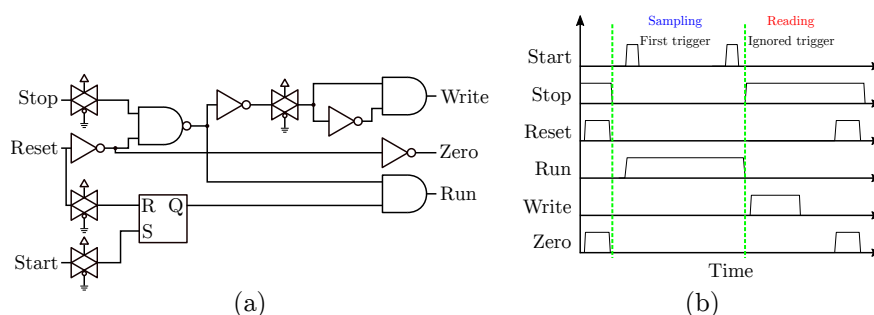 Stop
Reset
Start
R Q
S
Write
Zero
Run
(a)
Sampling Reading
First trigger Ignored trigger
Start
Stop
Reset
Run
Write
Zero
Time
(b)